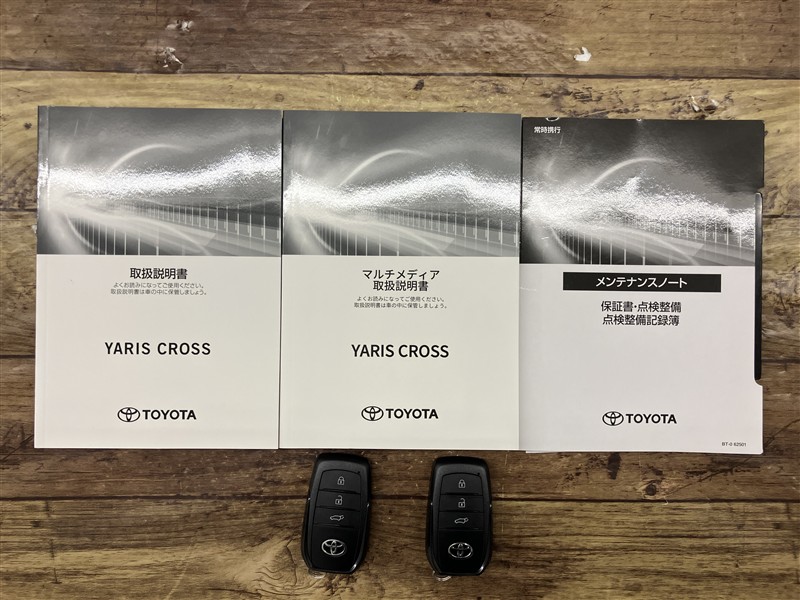 取扱説明書
よくお読みになってご使用ください。
取扱説明書は車の中に保管しましょう。
YARIS CROSS
TOYOTA
マルチメディア
取扱説明書
よくお読みになってご使用ください。
取扱説明書は車の中に保管しましょう。
YARIS CROSS
TOYOTA
常時携行
メンテナンスノート
保証書・点検整備
点検整備記録簿
TOYOTA
BT-0 62501